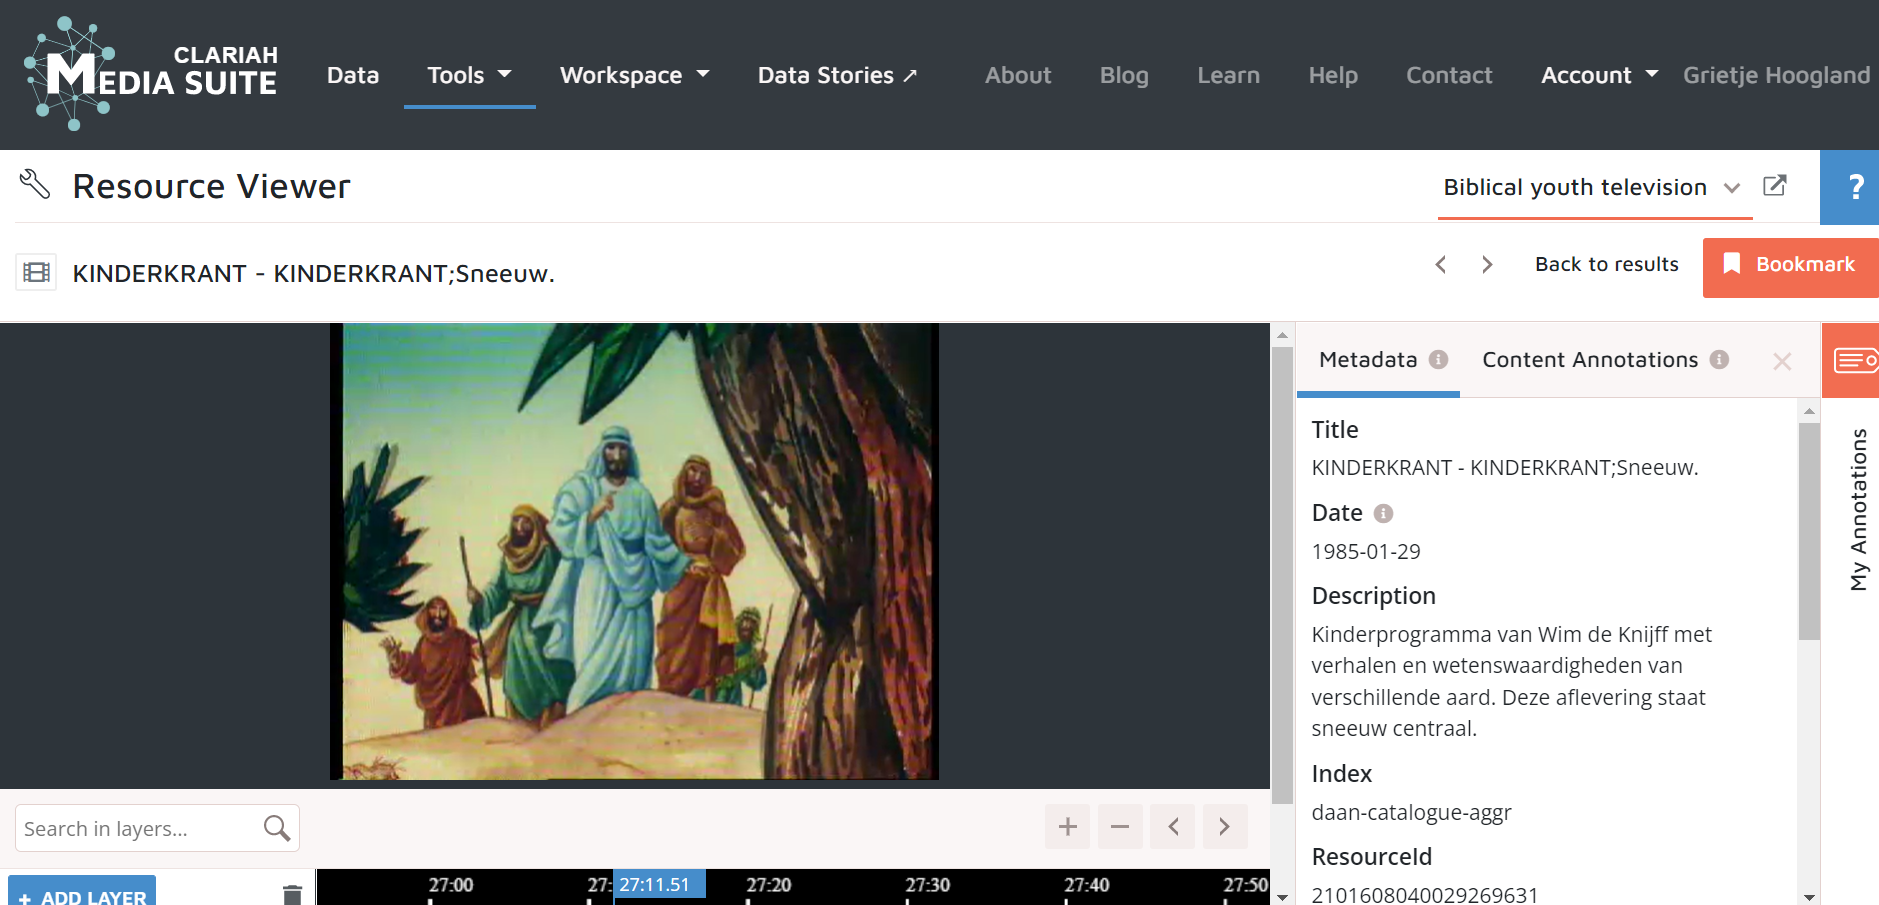 CLARIAH
MEDIA SUITE
Data
Tools
Workspace
Data Stories
About
Blog
Learn
Help
Contact
Account
Grietje Hoogland
Resource Viewer
Biblical youth television
?
KINDERKRANT - KINDERKRANT;Sneeuw.
Back to results
Bookmark
Metadata
Content Annotations
My Annotations
Title
KINDERKRANT - KINDERKRANT;Sneeuw.
Date
1985-01-29
Description
Kinderprogramma van Wim de Knijff met
verhalen en wetenswaardigheden van
verschillende aard. Deze aflevering staat
sneeuw centraal.
Index
daan-catalogue-aggr
ResourceId
2101608040029269631
Search in layers...
+ ADD LAYER
27:00
27:
27:11.51
27:20
27:30
27:40
27:50